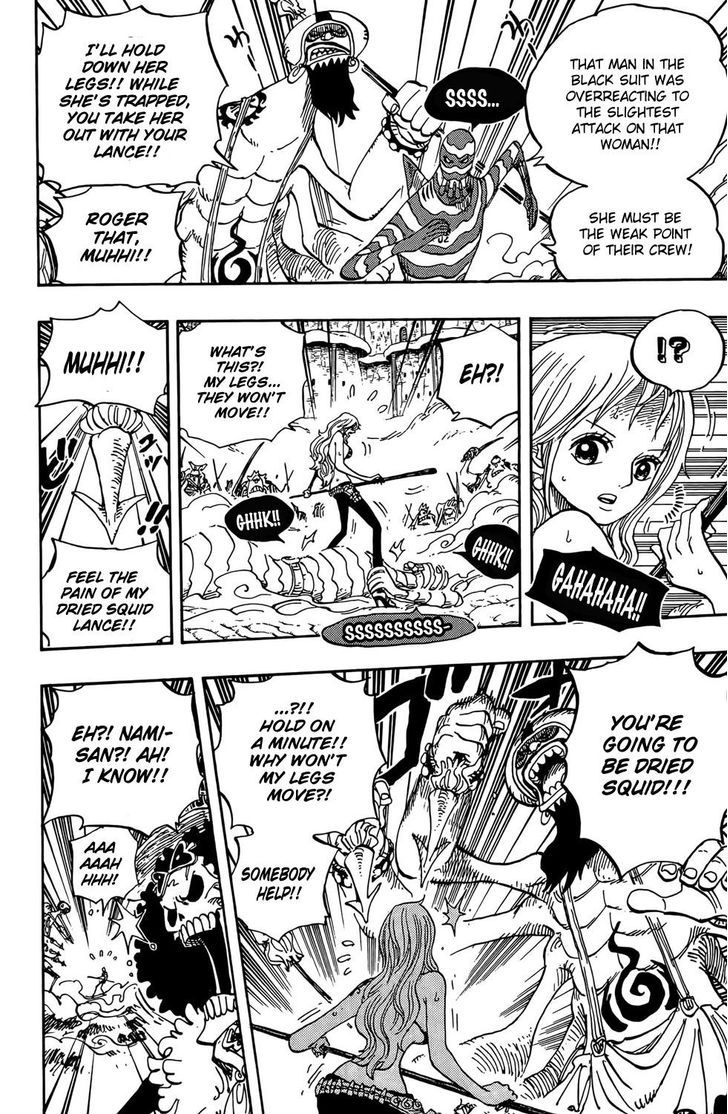 THAT MAN IN THE
BLACK SUIT WAS
OVERREACTING TO
THE SLIGHTEST
ATTACK ON THAT
WOMAN!!
SHE MUST BE
THE WEAK POINT
OF THEIR CREW!
SSSS...
I'LL HOLD
DOWN HER
LEGS!! WHILE
SHE'S TRAPPED,
YOU TAKE HER
OUT WITH YOUR
LANCE!!
ROGER
THAT,
MUHHI!!
!?
GAHAHAHA!!
EH?!
WHAT'S
THIS?!
MY LEGS...
THEY WON'T
MOVE!!
GHHK!!
GHHK!!
SSSSSSSSSS-
MUHHI!!
FEEL THE
PAIN OF MY
DRIED SQUID
LANCE!!
YOU'RE
GOING TO
BE DRIED
SQUID!!!
...?!!
HOLD ON
A MINUTE!!
WHY WON'T
MY LEGS
MOVE?!
SOMEBODY
HELP!!
EH?! NAMI-
SAN?! AH!
I KNOW!!
AAA
AAAH
HHH!